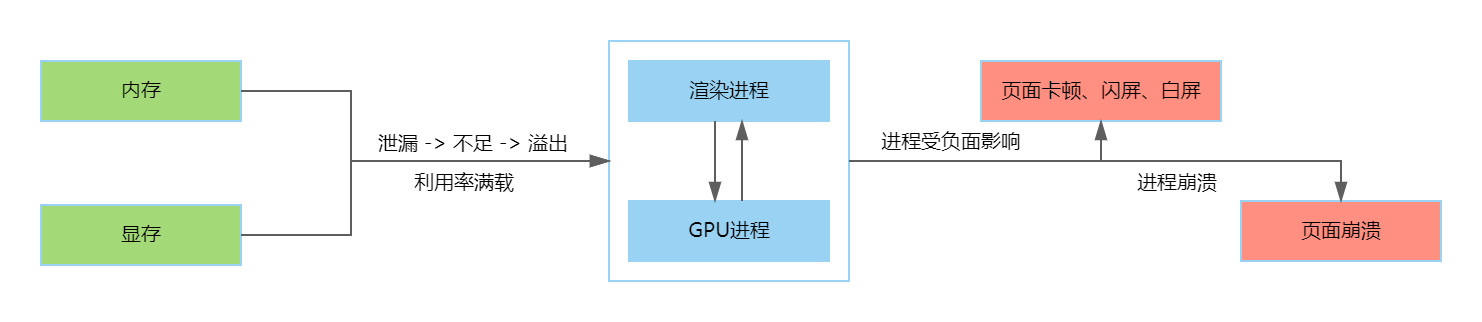 内存
显存
泄漏 -> 不足 -> 溢出
利用率满载
渲染进程
GPU进程
进程受负面影响
页面卡顿、闪屏、白屏
进程崩溃
页面崩溃